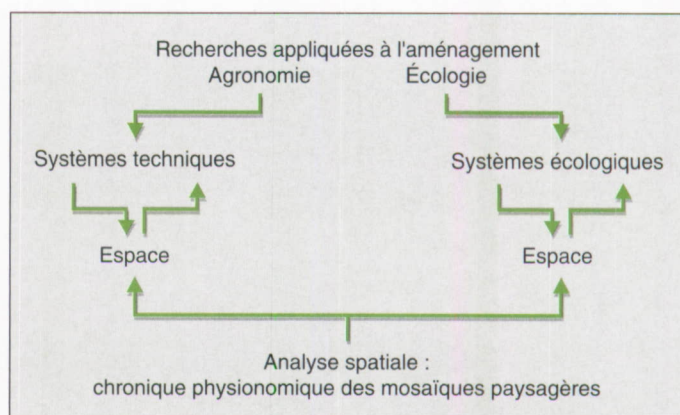 Recherches appliquées à l'aménagement
Agronomie Écologie
Systèmes techniques Systèmes écologiques
Espace Espace
Analyse spatiale :
chronique physionomique des mosaïques paysagères